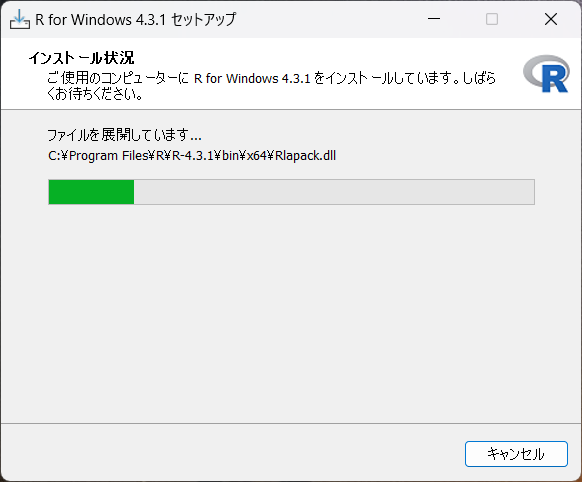 R for Windows 4.3.1 セットアップ
インストール状況
ご使用のコンピューターに R for Windows 4.3.1 をインストールしています。しばら
くお待ちください。
R
ファイルを展開しています...
C:¥Program Files¥R¥R-4.3.1¥bin¥x64¥Rlapack.dll
キャンセル